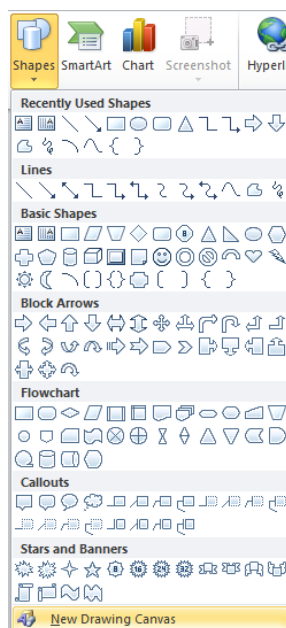 Shapes SmartArt Chart Screenshot Hyperl
Recently Used Shapes
Lines
Basic Shapes
Block Arrows
Flowchart
Callouts
Stars and Banners
New Drawing Canvas